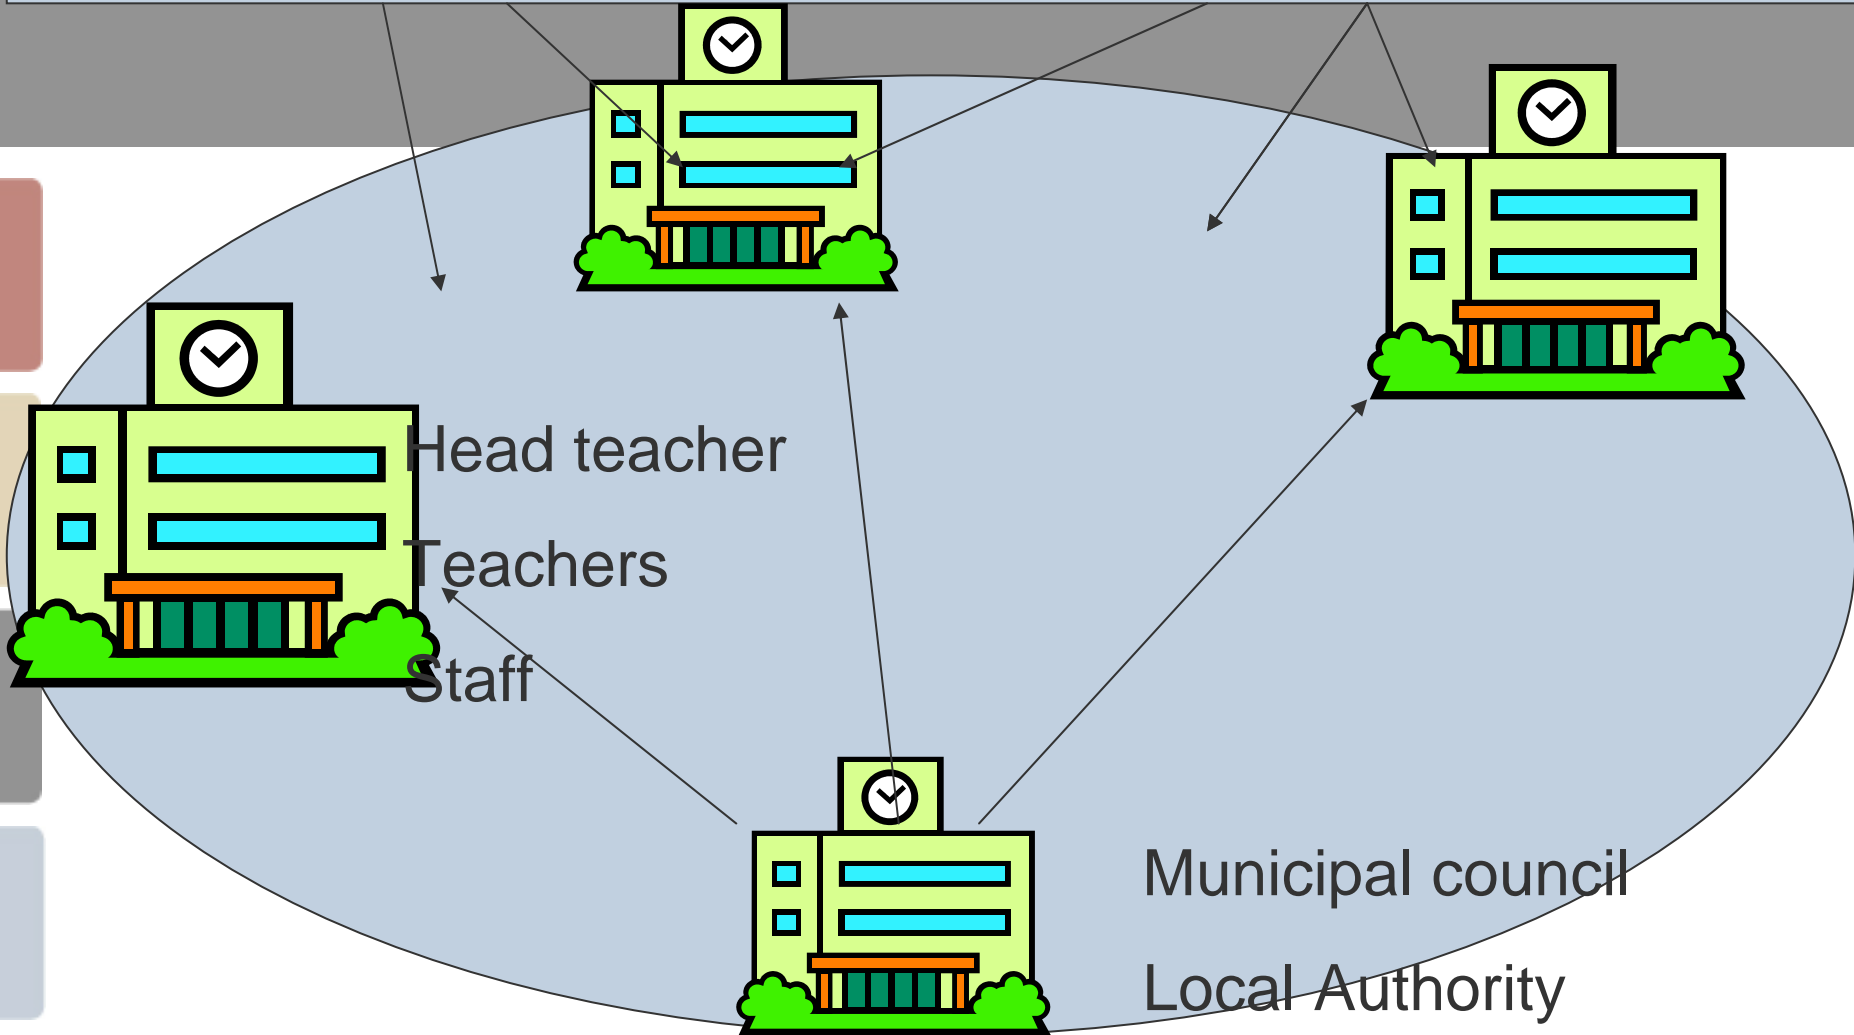 Head teacher
Teachers
Staff
Municipal council
Local Authority